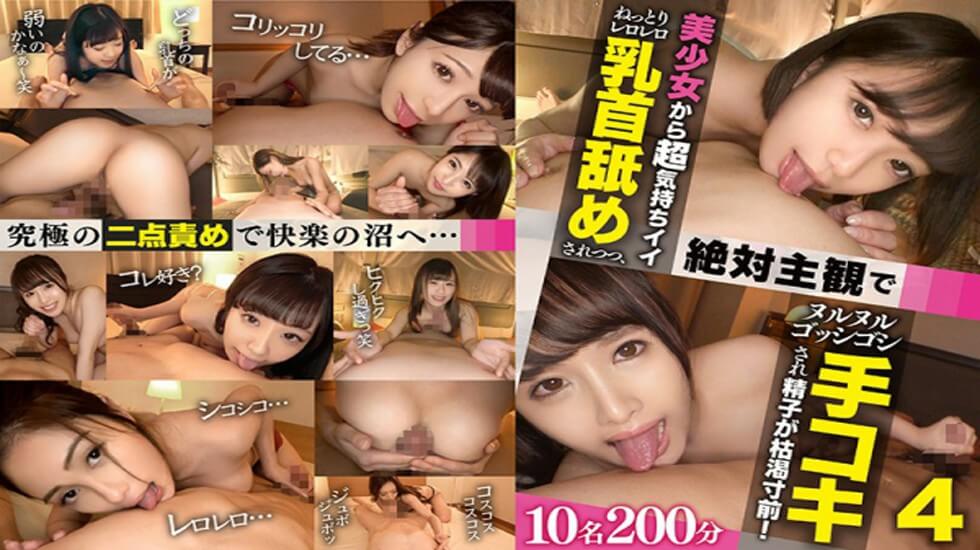 弱いの
かなぁ〜笑
どっちの
乳首が
コリッコリ
してる…
究極の二点責めで快楽の沼へ…
コレ好き?
ヒクヒク
し過ぎっ笑
シコシコ…
レロレロ…
ジュポ
ジュポッ
コスコス
コスコス
美少女から超気持ちイイ
ねっとり
レロレロ
乳首舐め
されつつ、
絶対主観で
ヌルヌル
ゴッシゴシ
手コキ
され精子が枯渇寸前!
4
10名200分